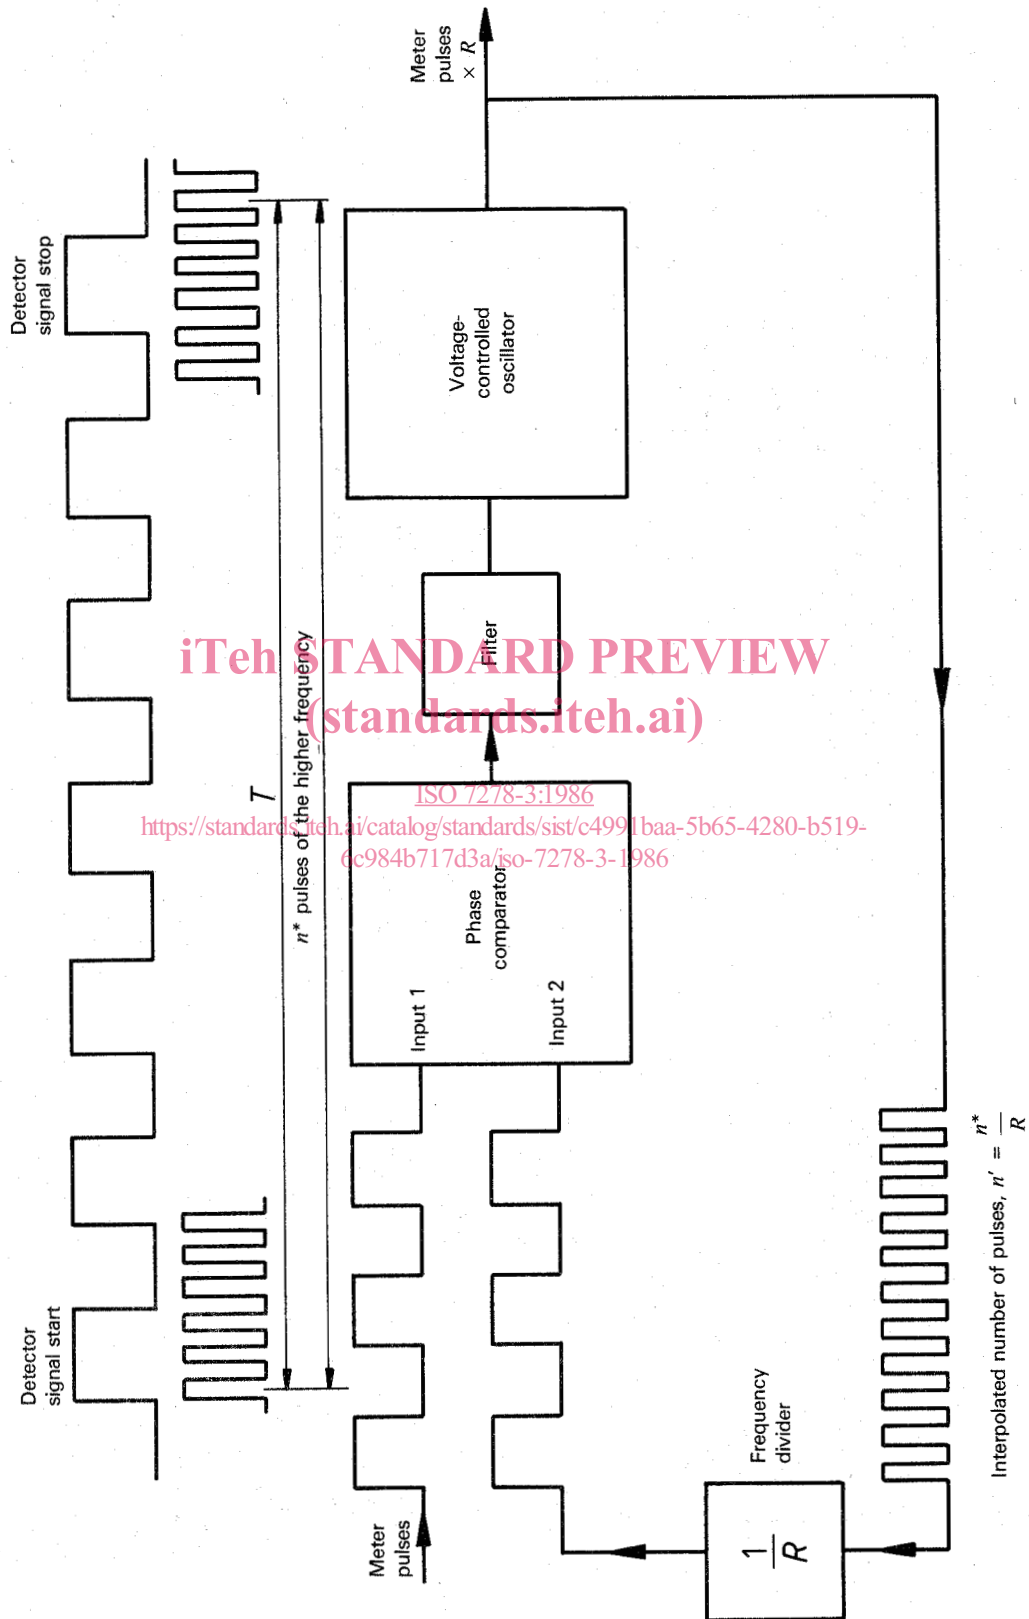 Detector
signal start
Detector
signal stop
T
n* pulses of the higher frequency
Meter
pulses
Input 1
Input 2
Phase
comparator
Filter
Voltage-
controlled
oscillator
Meter
pulses
× R
Frequency
divider
1
R
Interpolated number of pulses, n′ = n*
R
iTeh STANDARD PREVIEW
(standards.iteh.ai)
ISO 7278-3:1986
https://standards.iteh.ai/catalog/standards/sist/c4991baa-5b65-4280-b519-
6c984b717d3a/iso-7278-3-1986